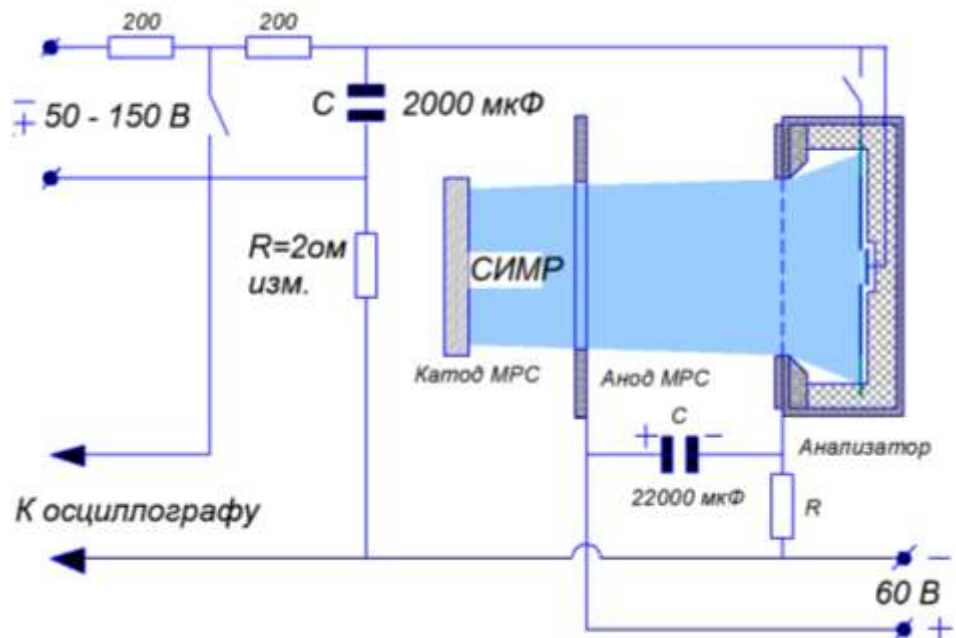 200
200
– +
50 - 150 В
С
2000 мкФ
R=2ом
изм.
СИМР
Катод МРС
Анод МРС
С
+ –
22000 мкФ
Анализатор
R
К осциллографу
–
60 В
+